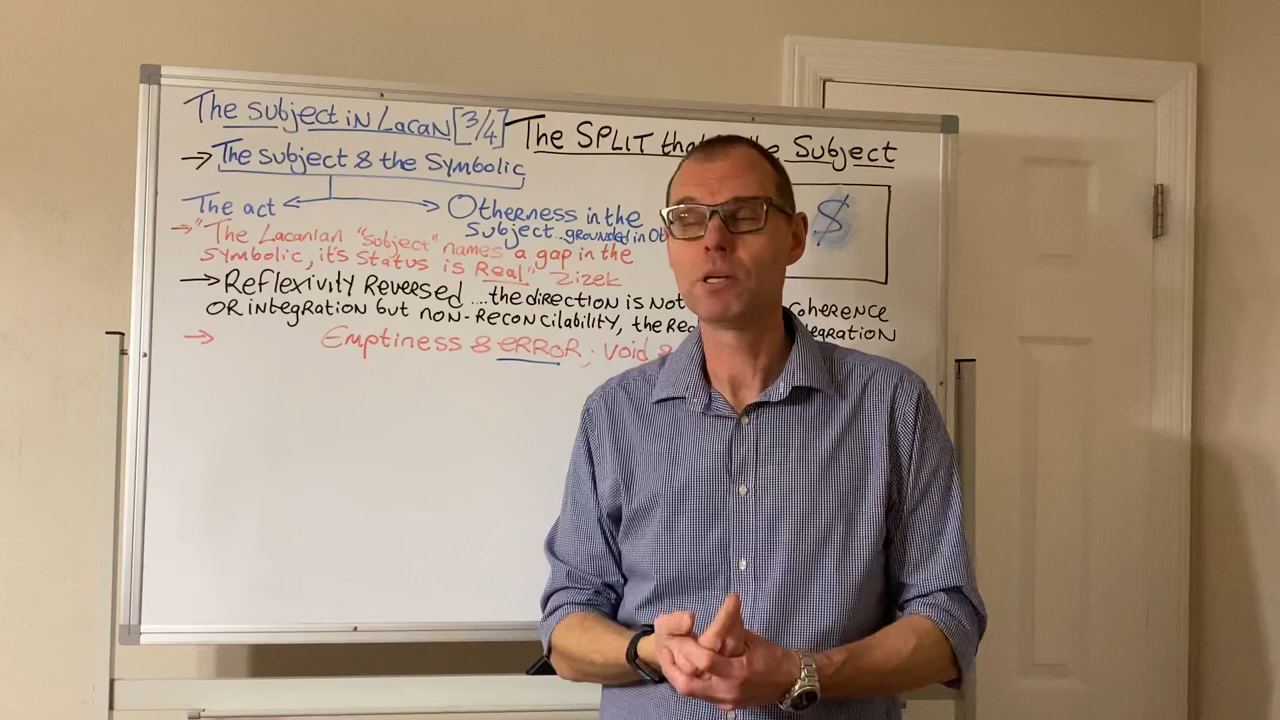 The subject in Lacan [3/4]
The SPLIT tha the Subject
→ The subject & the Symbolic
The act
Otherness in the
Subject...grounded in
$
→ "The Lacanian "subject" names a gap in the
symbolic, it's status is Real" Zizek
→ Reflexivity Reversed ....the direction is not
coherence
OR integration but non-reconcilability, the
→ Emptiness & ERROR; void &